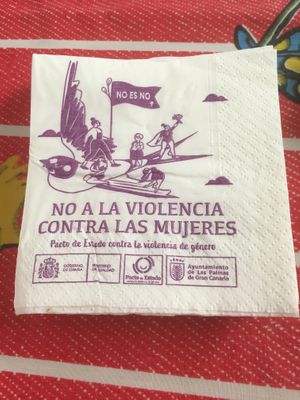 NO ES NO
NO A LA VIOLENCIA
CONTRA LAS MUJERES
Pacto de Estado contra la violencia de género
GOBIERNO
DE ESPAÑA
MINISTERIO
DE IGUALDAD
Pacto de Estado
Ayuntamiento de
Las Palmas
de Gran Canaria